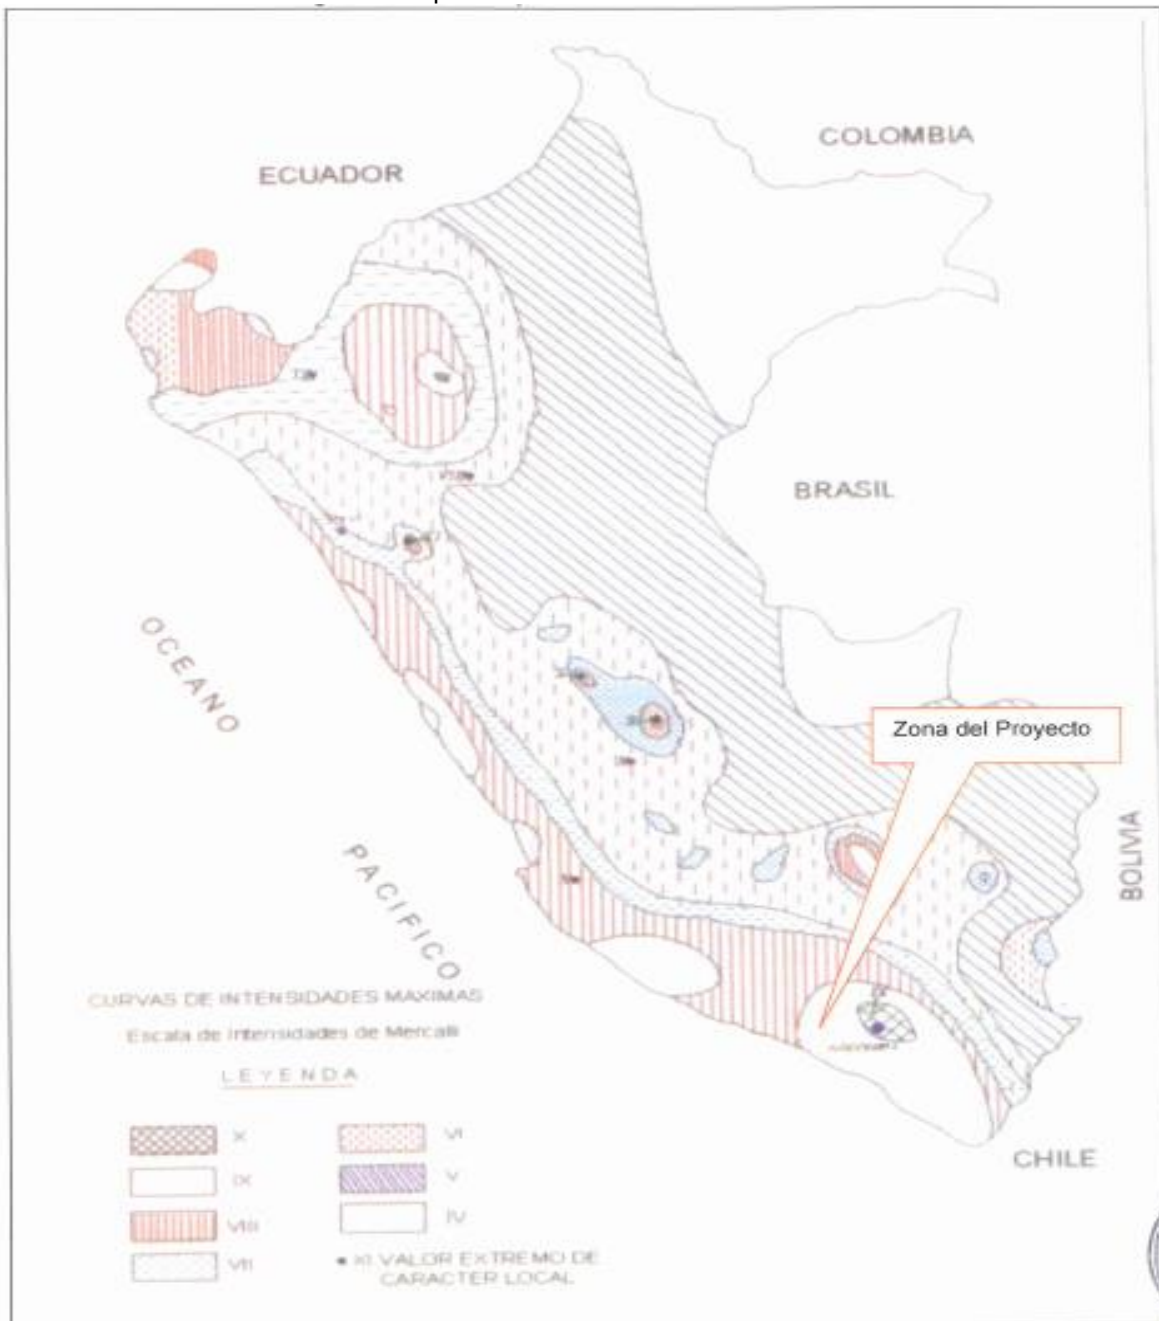 ECUADOR
COLOMBIA
BRASIL
OCEANO
PACIFICO
Zona del Proyecto
BOLIVIA
CHILE
CURVAS DE INTENSIDADES MAXIMAS
Escala de Intensidades de Mercalli
LEYENDA
X
IX
VIII
VII
VI
V
IV
XI VALOR EXTREMO DE
CARACTER LOCAL